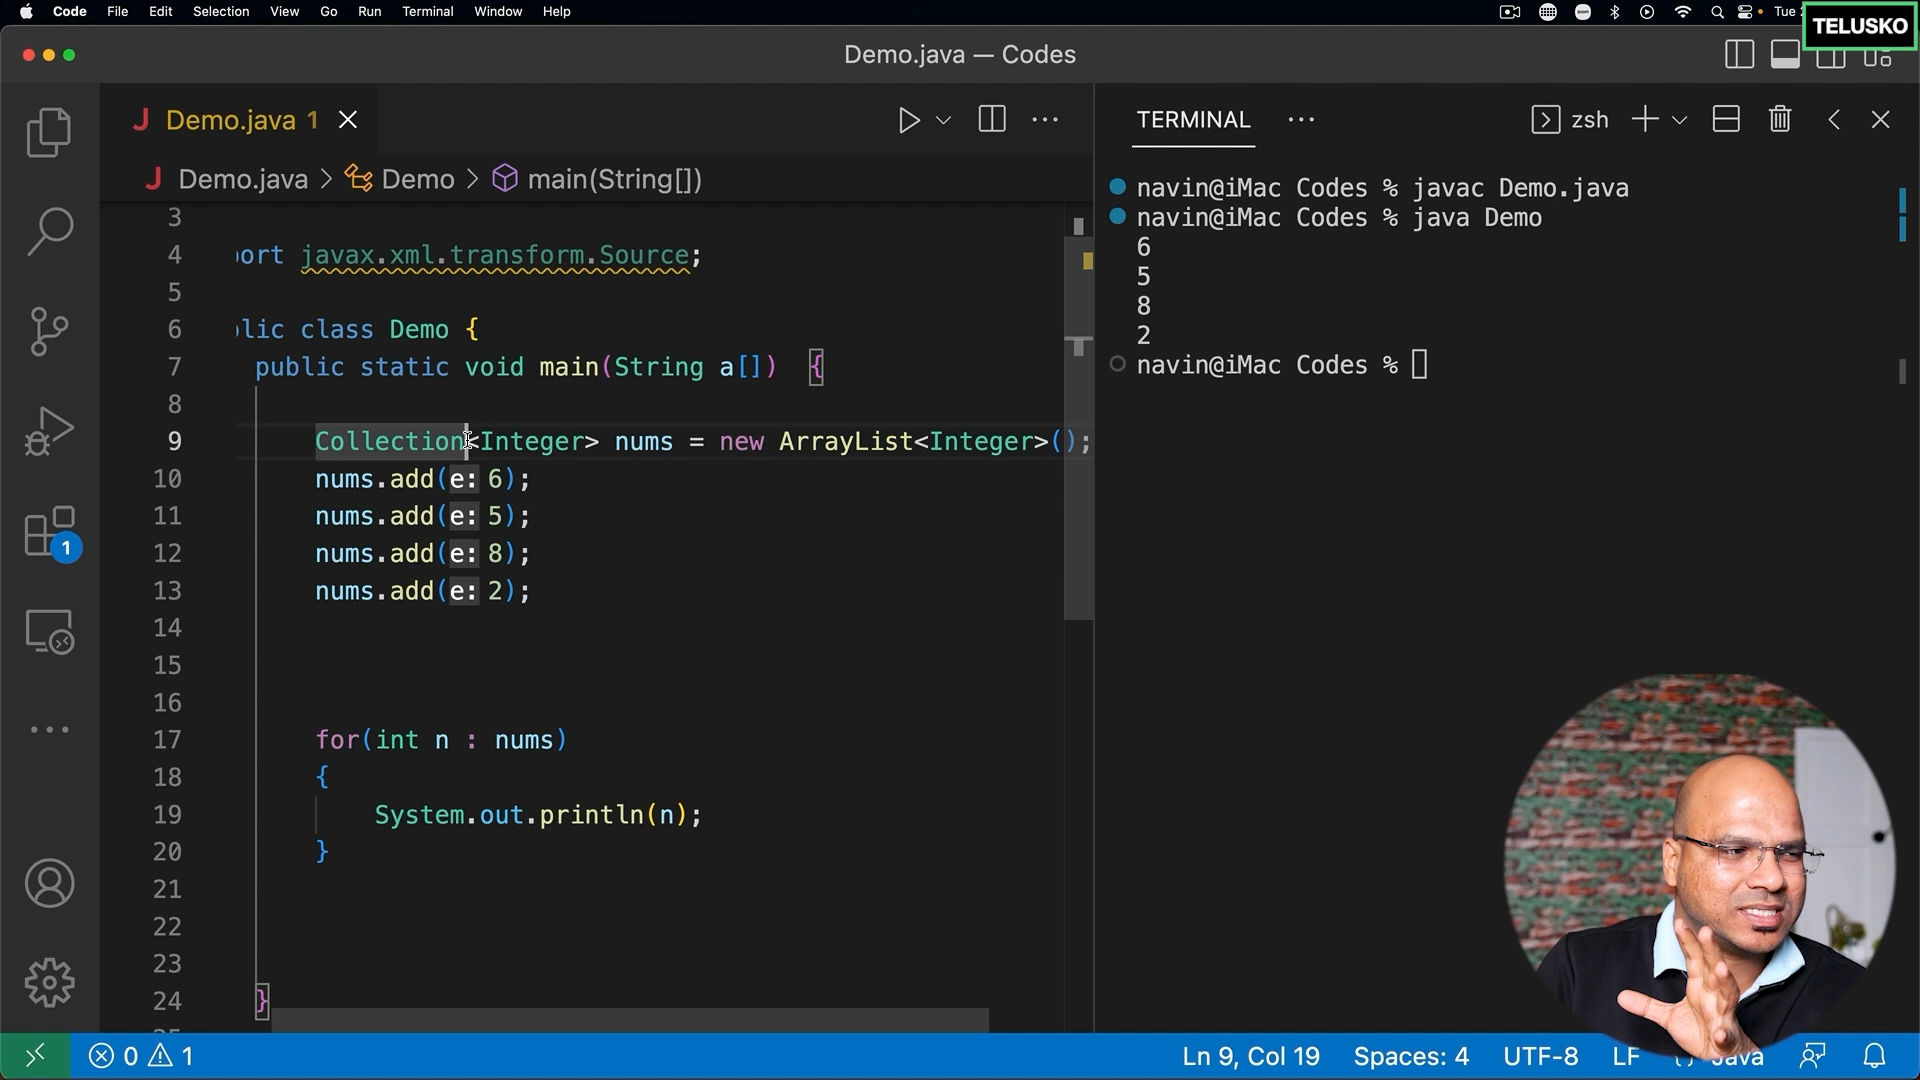 Code File Edit Selection View Go Run Terminal Window Help
zoom
Tue
TELUSKO
Demo.java — Codes
J Demo.java 1
J Demo.java > Demo > main(String[])
3
4 ort javax.xml.transform.Source;
5
6 lic class Demo {
7 public static void main(String a[]) {
8
9 Collection<Integer> nums = new ArrayList<Integer>();
10 nums.add(e: 6);
11 nums.add(e: 5);
12 nums.add(e: 8);
13 nums.add(e: 2);
14
15
16
17 for(int n : nums)
18 {
19 System.out.println(n);
20 }
21
22
23
24 }
TERMINAL
zsh
navin@iMac Codes % javac Demo.java
navin@iMac Codes % java Demo
6
5
8
2
navin@iMac Codes %
1
0 1
Ln 9, Col 19 Spaces: 4 UTF-8 LF Java